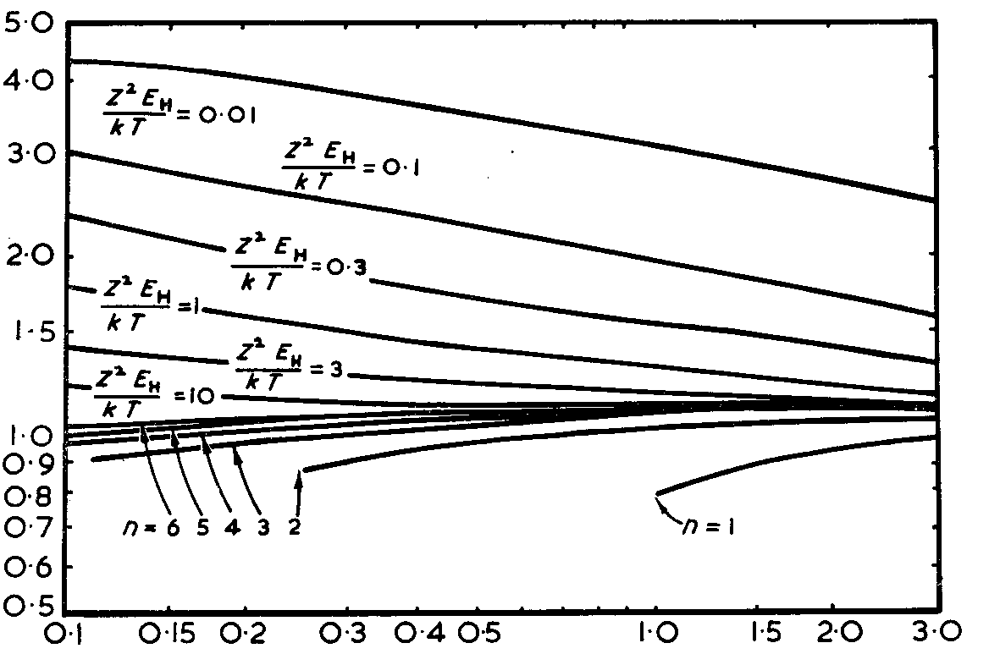 5·0
4·0
3·0
2·0
1·5
1·0
0·9
0·8
0·7
0·6
0·5
Z² E_H / kT = 0·01
Z² E_H / kT = 0·1
Z² E_H / kT = 0·3
Z² E_H / kT = 1
Z² E_H / kT = 3
Z² E_H / kT = 10
n = 6 5 4 3 2
n = 1
0·1 0·15 0·2 0·3 0·4 0·5 1·0 1·5 2·0 3·0